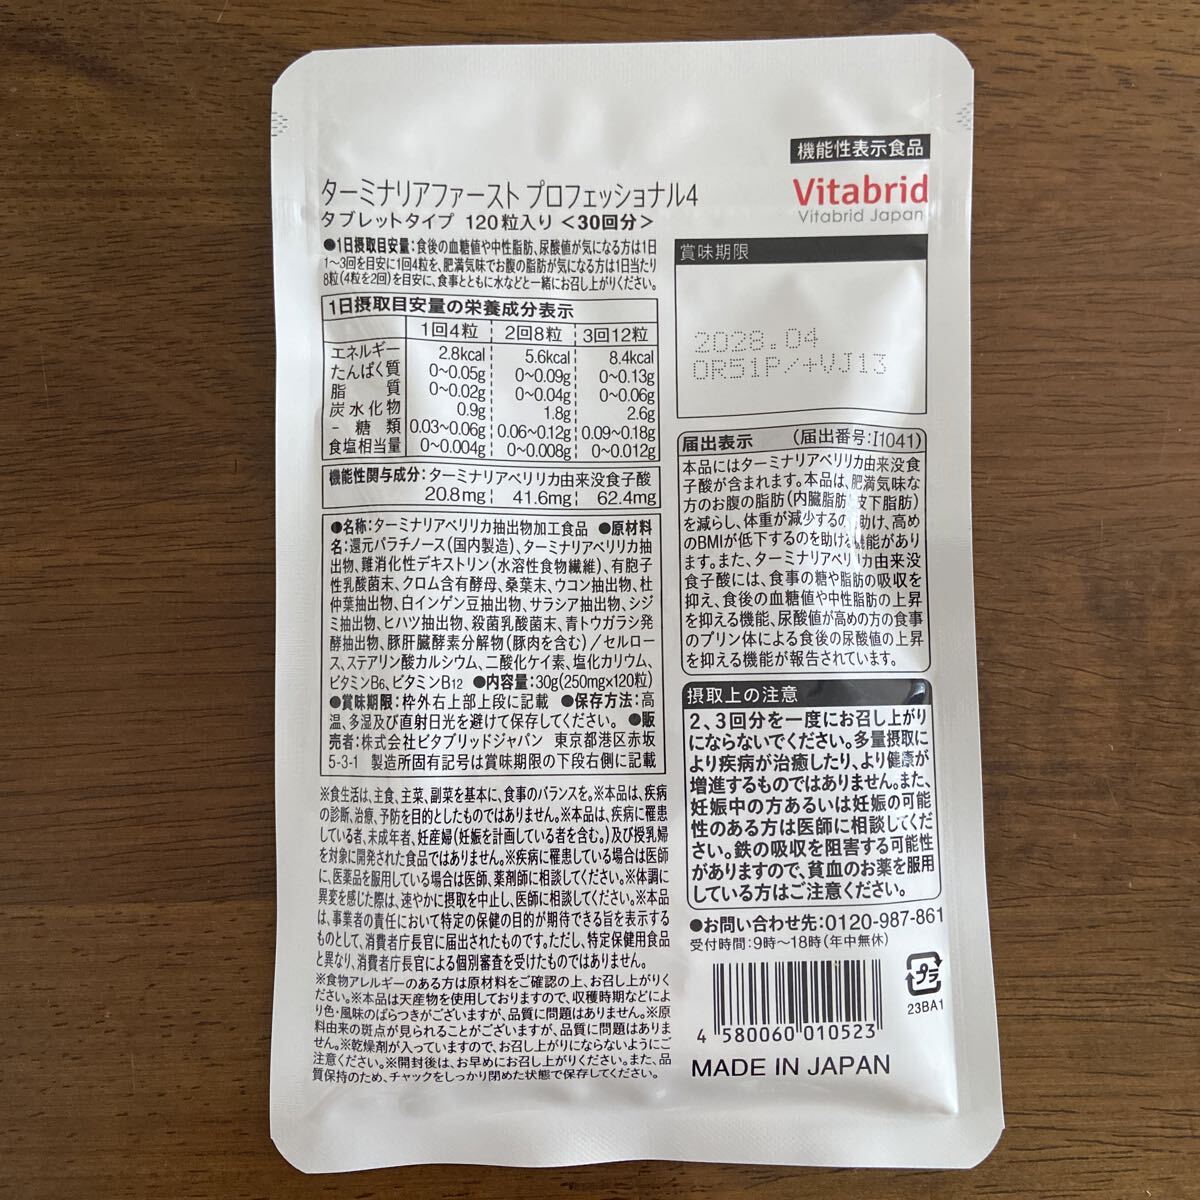 機能性表示食品
ターミナリアファースト プロフェッショナル4
タブレットタイプ 120粒入り <30回分>
Vitabrid
Vitabrid Japan
●1日摂取目安量:食後の血糖値や中性脂肪、尿酸値が気になる方は1日
1〜3回を目安に1回4粒を、肥満気味でお腹の脂肪が気になる方は1日当たり
8粒(4粒を2回)を目安に、食事とともに水などと一緒にお召し上がりください。
1日摂取目安量の栄養成分表示
1回4粒 2回8粒 3回12粒
エネルギー 2.8kcal 5.6kcal 8.4kcal
たんぱく質 0~0.05g 0~0.09g 0~0.13g
脂質 0~0.02g 0~0.04g 0~0.06g
炭水化物 0.9g 1.8g 2.6g
- 糖類 0.03~0.06g 0.06~0.12g 0.09~0.18g
食塩相当量 0~0.004g 0~0.008g 0~0.012g
機能性関与成分:ターミナリアベリリカ由来没食子酸
20.8mg 41.6mg 62.4mg
●名称:ターミナリアベリリカ抽出物加工食品 ●原材料
名:還元パラチノース(国内製造)、ターミナリアベリリカ抽
出物、難消化性デキストリン(水溶性食物繊維)、有胞子
性乳酸菌末、クロム含有酵母、桑葉末、ウコン抽出物、杜
仲葉抽出物、白インゲン豆抽出物、サラシア抽出物、シジ
ミ抽出物、ヒハツ抽出物、殺菌乳酸菌末、青トウガラシ発
酵抽出物、豚肝臓酵素分解物(豚肉を含む)/セルロー
ス、ステアリン酸カルシウム、二酸化ケイ素、塩化カリウム、
ビタミンB6、ビタミンB12 ●内容量:30g(250mg×120粒)
●賞味期限:枠外右上部上段に記載 ●保存方法:高
温、多湿及び直射日光を避けて保存してください。 ●販
売者:株式会社ビタブリッドジャパン 東京都港区赤坂
5-3-1 製造所固有記号は賞味期限の下段右側に記載
※食生活は、主食、主菜、副菜を基本に、食事のバランスを。※本品は、疾病
の診断、治療、予防を目的としたものではありません。※本品は、疾病に罹患
している者、未成年者、妊産婦(妊娠を計画している者を含む。)及び授乳婦
を対象に開発された食品ではありません。※疾病に罹患している場合は医師
に、医薬品を服用している場合は医師、薬剤師に相談してください。※体調に
異変を感じた際は、速やかに摂取を中止し、医師に相談してください。※本品
は、事業者の責任において特定の保健の目的が期待できる旨を表示する
ものとして、消費者庁長官に届出されたものです。ただし、特定保健用食品
と異なり、消費者庁長官による個別審査を受けたものではありません。
※食物アレルギーのある方は原材料をご確認の上、お召し上がりく
ださい。※本品は天産物を使用しておりますので、収穫時期などによ
り色・風味のばらつきがございますが、品質に問題はありません。※原
料由来の斑点が見られることがございますが、品質に問題はありま
せん。※乾燥剤が入っていますので、お召し上がりにならないようにご
注意ください。※開封後は、お早めにお召し上がりください。また、品
質保持のため、チャックをしっかり閉めた状態で保存してください。
賞味期限
2028.04
OR51P/+VJ13
届出表示 (届出番号:I1041)
本品にはターミナリアベリリカ由来没食
子酸が含まれます。本品は、肥満気味な
方のお腹の脂肪(内臓脂肪 皮下脂肪)
を減らし、体重が減少するの 助け、高め
のBMIが低下するのを助ける機能があり
ます。また、ターミナリアベリリカ由来没
食子酸には、食事の糖や脂肪の吸収を
抑え、食後の血糖値や中性脂肪の上昇
を抑える機能、尿酸値が高めの方の食事
のプリン体による食後の尿酸値の上昇
を抑える機能が報告されています。
摂取上の注意
2、3回分を一度にお召し上がり
にならないでください。多量摂取に
より疾病が治癒したり、より健康が
増進するものではありません。また、
妊娠中の方あるいは妊娠の可能
性のある方は医師に相談してくだ
さい。鉄の吸収を阻害する可能性
がありますので、貧血のお薬を服用
している方はご注意ください。
●お問い合わせ先:0120-987-861
受付時間:9時〜18時(年中無休)
プラ
23BA1
4 580060 010523
MADE IN JAPAN